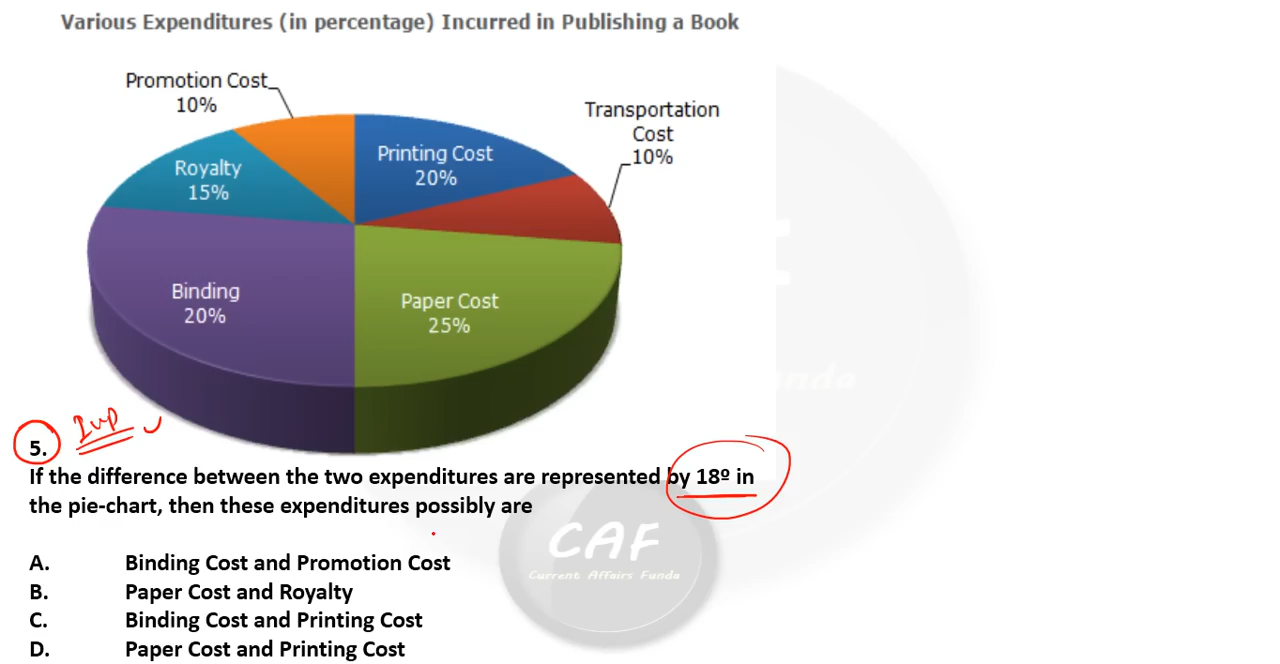 Various Expenditures (in percentage) Incurred in Publishing a Book
Promotion Cost
10%
Transportation
Cost
10%
Printing Cost
20%
Royalty
15%
Binding
20%
Paper Cost
25%
5.
If the difference between the two expenditures are represented by 18º in
the pie-chart, then these expenditures possibly are
CAF
Current Affairs Funda
A. Binding Cost and Promotion Cost
B. Paper Cost and Royalty
C. Binding Cost and Printing Cost
D. Paper Cost and Printing Cost